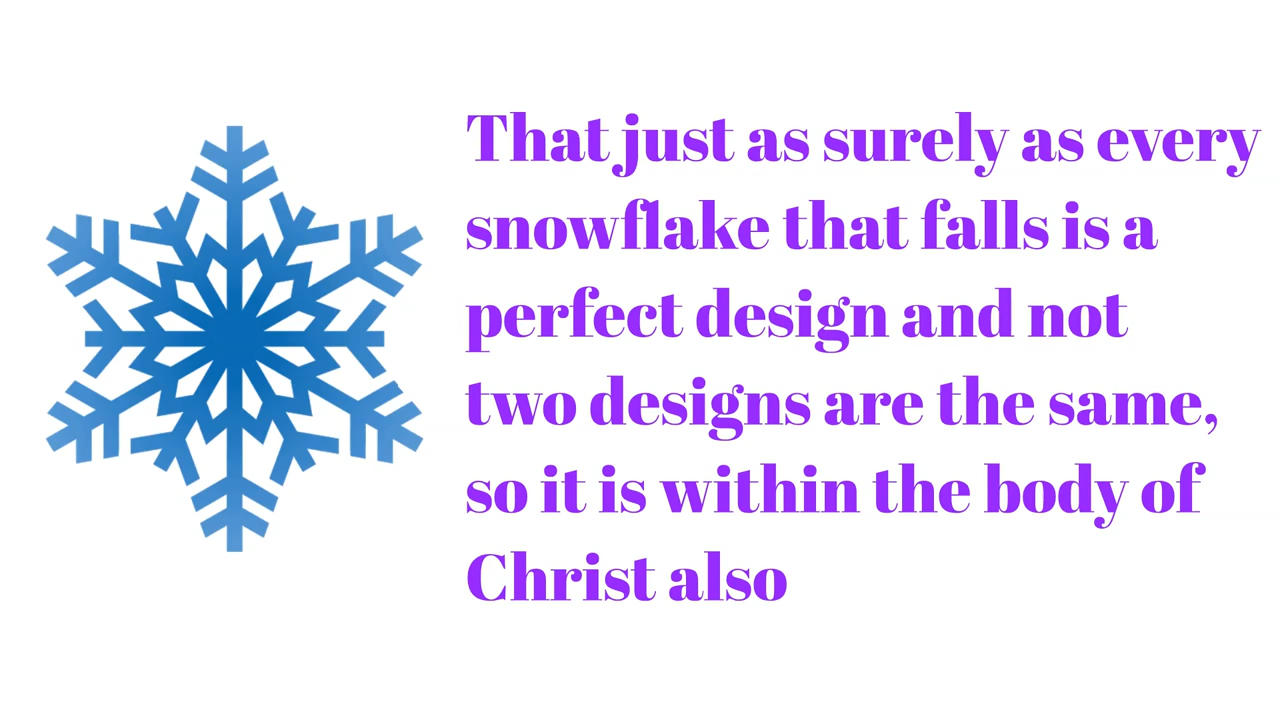 That just as surely as every
snowflake that falls is a
perfect design and not
two designs are the same,
so it is within the body of
Christ also